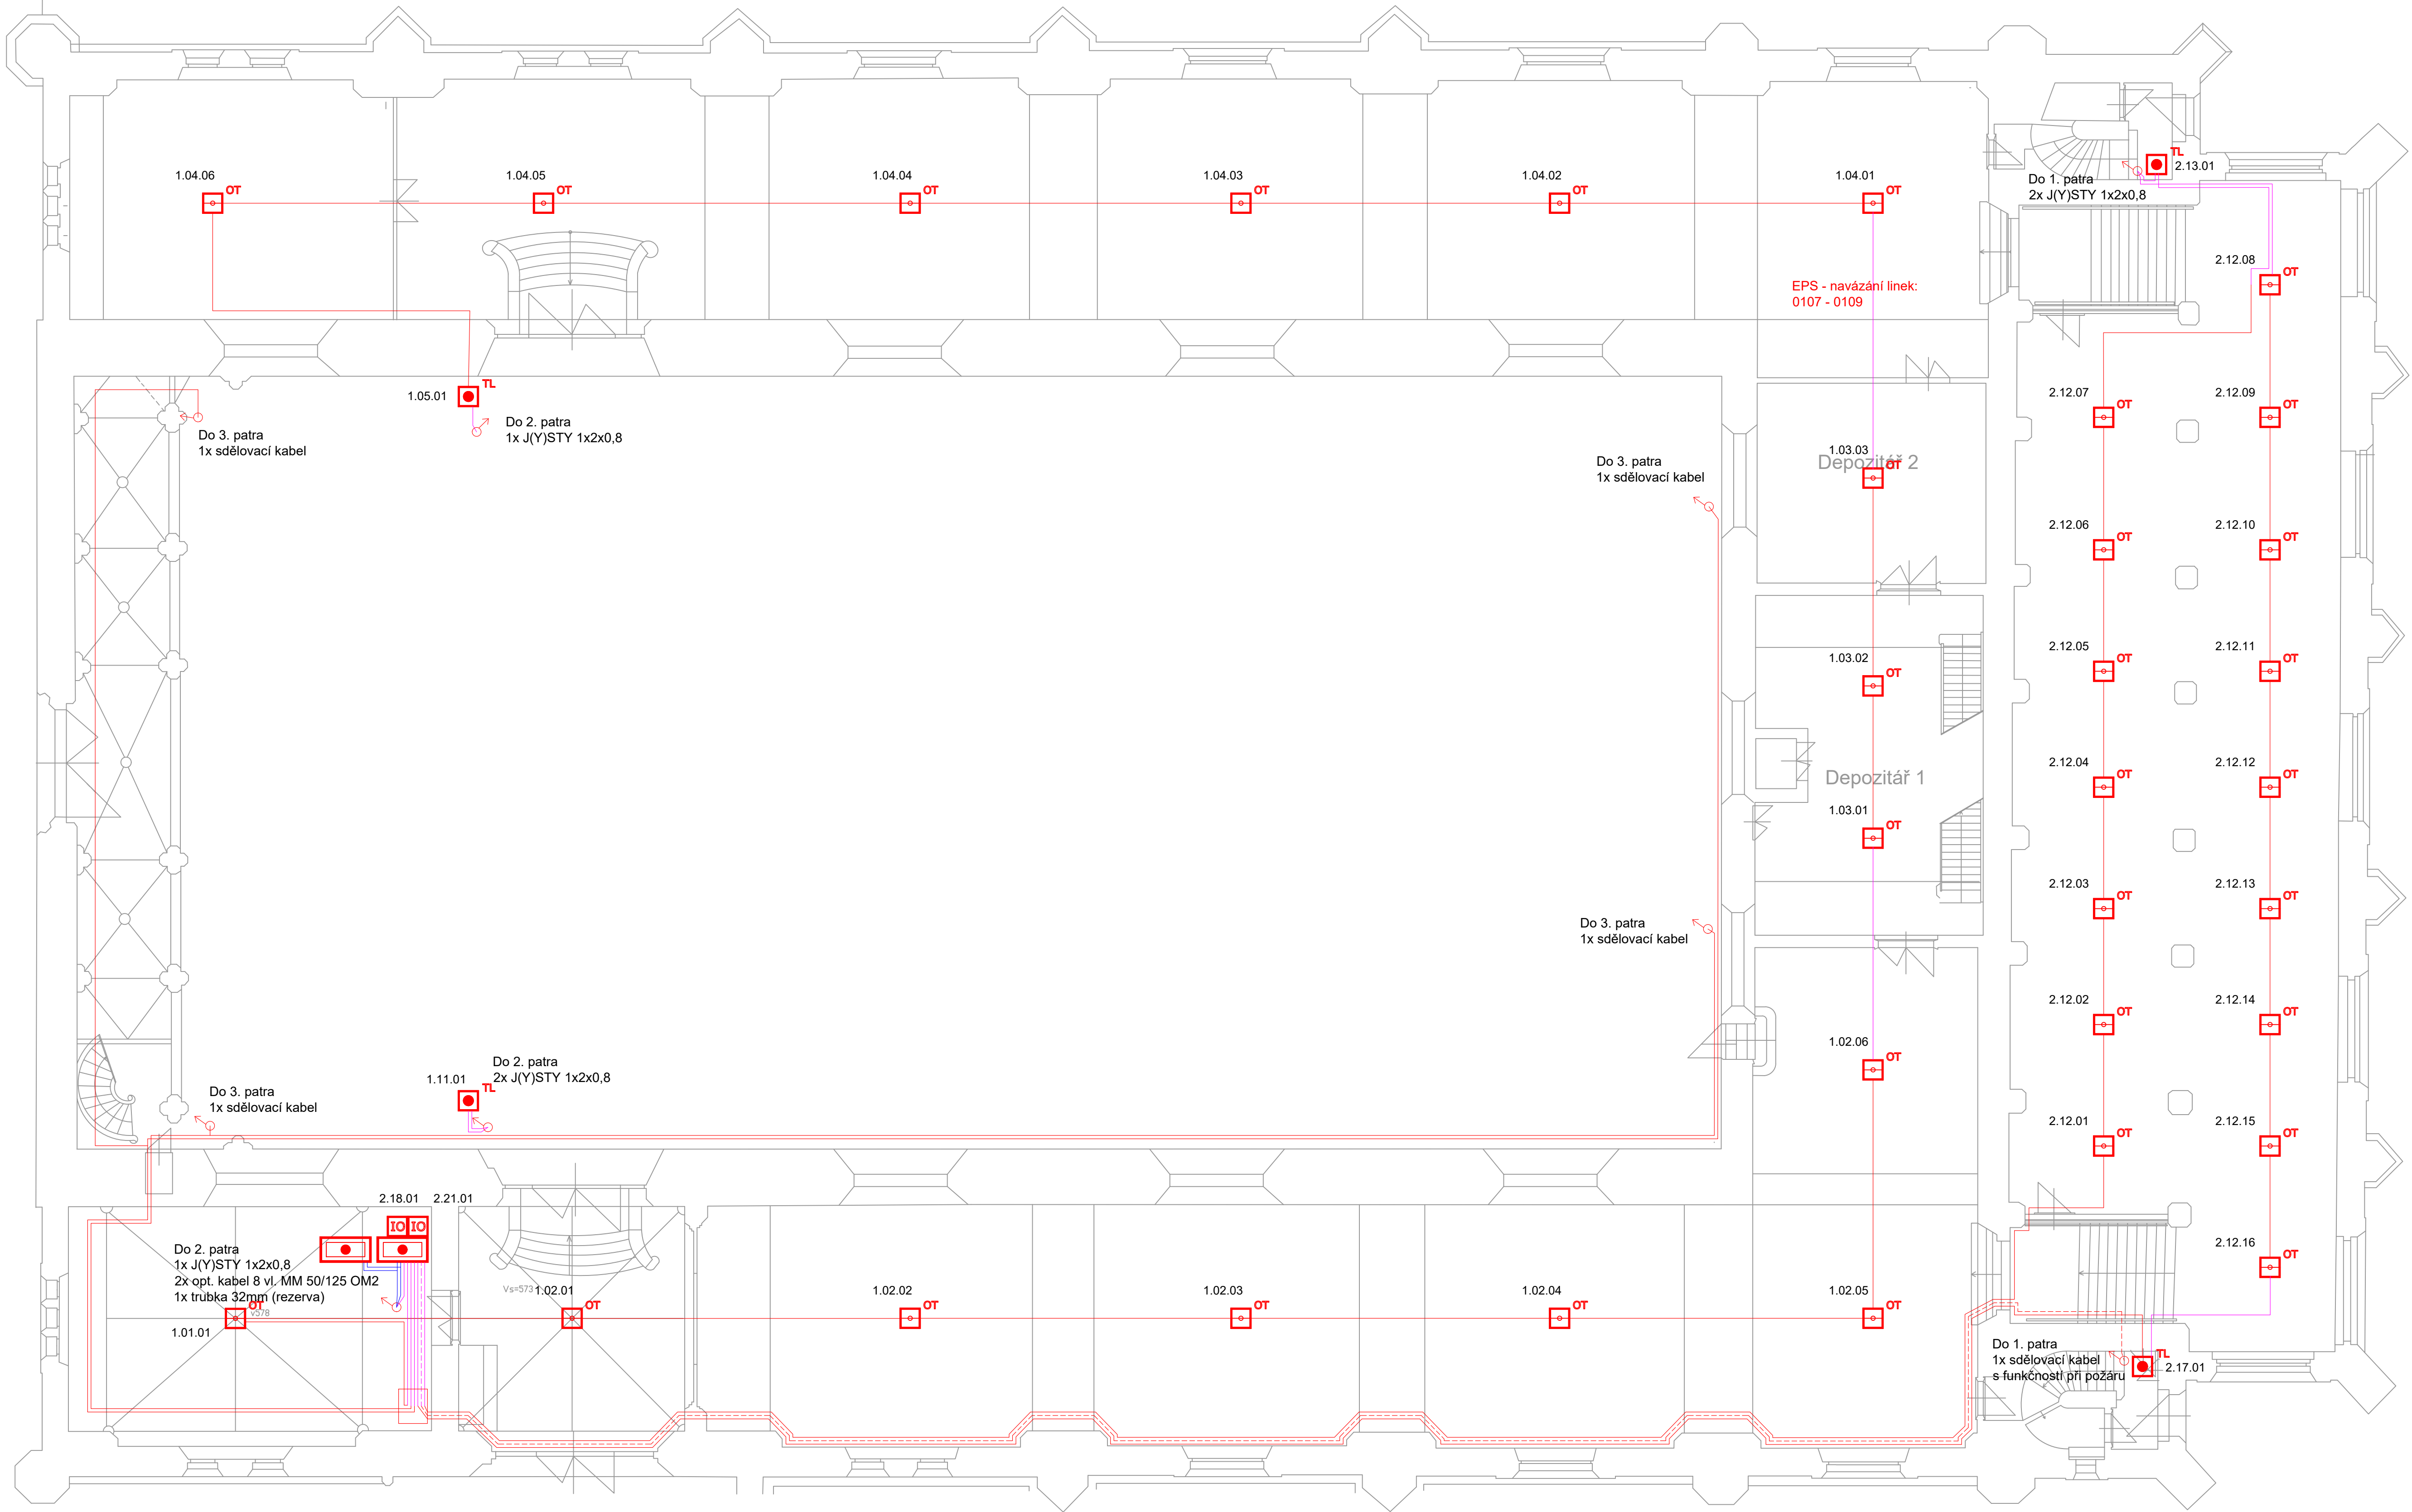 1.04.06
OT
1.04.05
OT
1.04.04
OT
1.04.03
OT
1.04.02
OT
1.04.01
OT
TL
2.13.01
Do 1. patra
2x J(Y)STY 1x2x0,8
2.12.08
OT
EPS - navázání linek:
0107 - 0109
1.05.01
TL
Do 2. patra
1x J(Y)STY 1x2x0,8
Do 3. patra
1x sdělovací kabel
2.12.07
OT
2.12.09
OT
Do 3. patra
1x sdělovací kabel
1.03.03
OT
Depozitář 2
2.12.06
OT
2.12.10
OT
1.03.02
OT
2.12.05
OT
2.12.11
OT
Depozitář 1
2.12.04
OT
2.12.12
OT
1.03.01
OT
2.12.03
OT
2.12.13
OT
Do 3. patra
1x sdělovací kabel
2.12.02
OT
2.12.14
OT
1.02.06
OT
Do 2. patra
2x J(Y)STY 1x2x0,8
1.11.01
TL
Do 3. patra
1x sdělovací kabel
2.12.01
OT
2.12.15
OT
2.18.01
2.21.01
IO
IO
Do 2. patra
1x J(Y)STY 1x2x0,8
2x opt. kabel 8 vl. MM 50/125 OM2
1x trubka 32mm (rezerva)
2.12.16
OT
1.01.01
OT
v578
Vs=573
1.02.01
OT
1.02.02
OT
1.02.03
OT
1.02.04
OT
1.02.05
OT
Do 1. patra
1x sdělovací kabel
s funkčností při požáru
TL
2.17.01